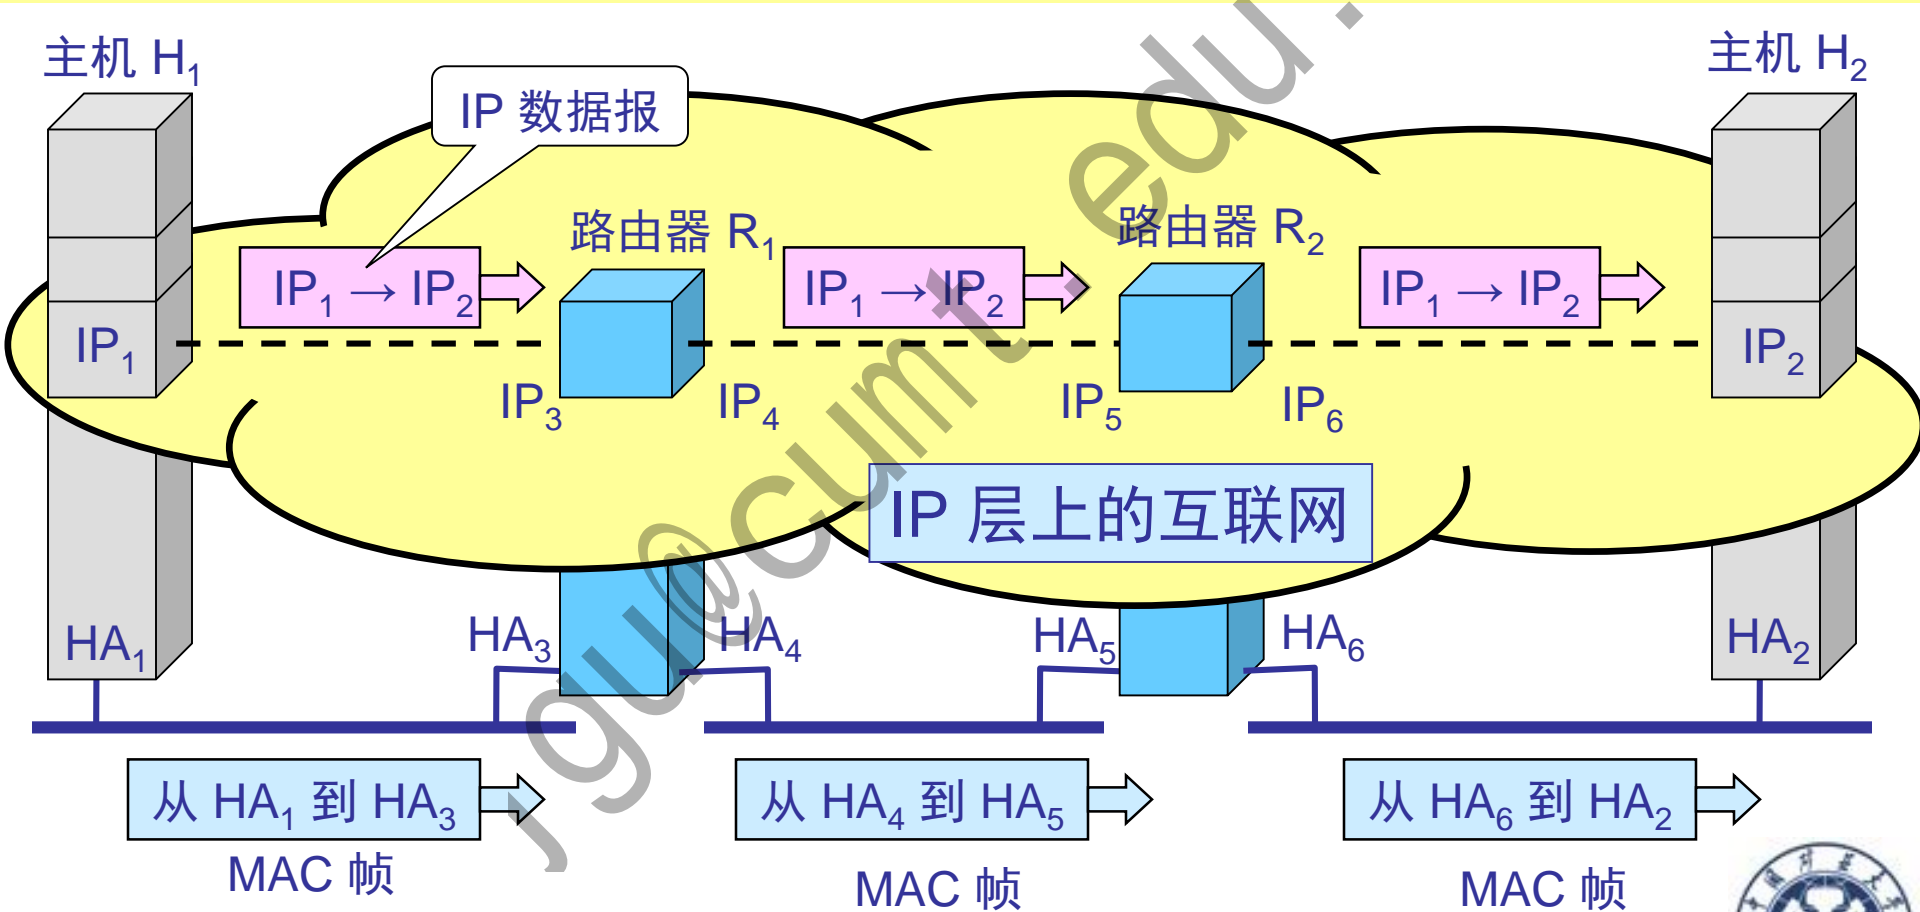 主机 H₁
主机 H₂
IP 数据报
路由器 R₁
路由器 R₂
IP₁ → IP₂
IP₁ → IP₂
IP₁ → IP₂
IP₁
IP₂
IP₃
IP₄
IP₅
IP₆
IP 层上的互联网
HA₁
HA₃
HA₄
HA₅
HA₆
HA₂
从 HA₁ 到 HA₃
从 HA₄ 到 HA₅
从 HA₆ 到 HA₂
MAC 帧
MAC 帧
MAC 帧
gu@cumt.edu.